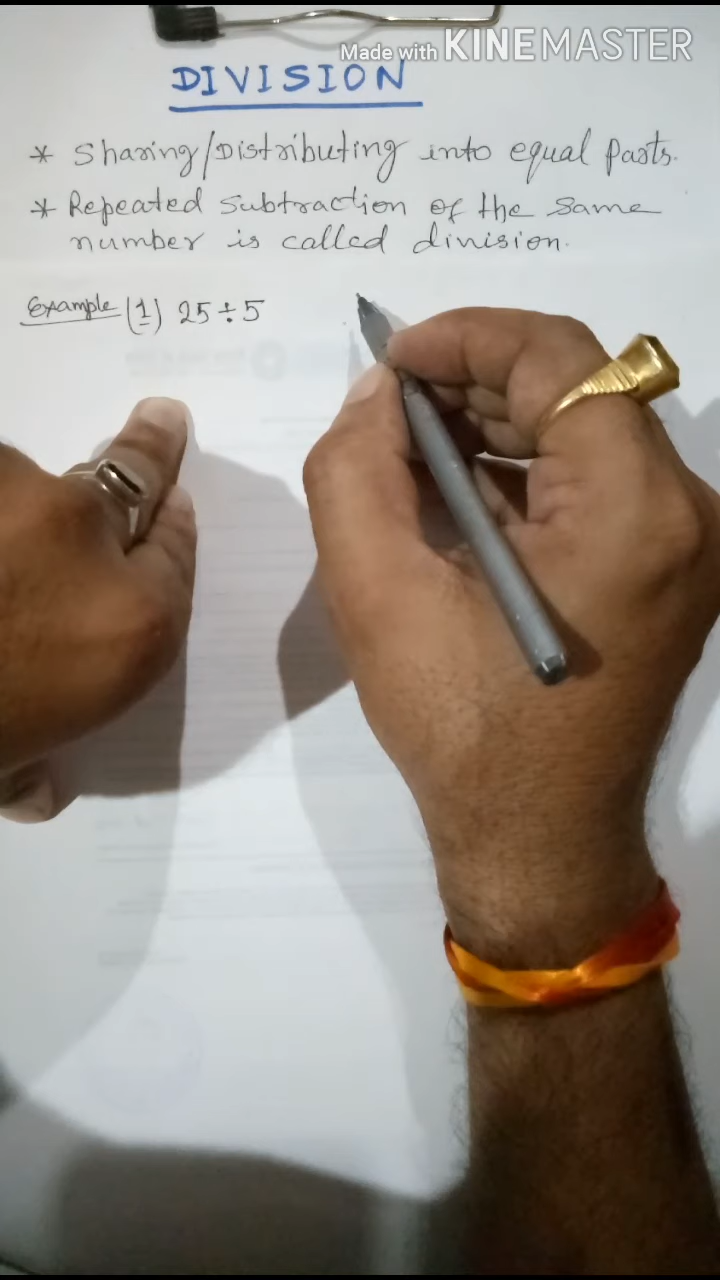 Made with KINEMASTER
DIVISION
* Sharing/Distributing into equal Parts.
* Repeated subtraction of the same
number is called division.
Example (1) 25÷5